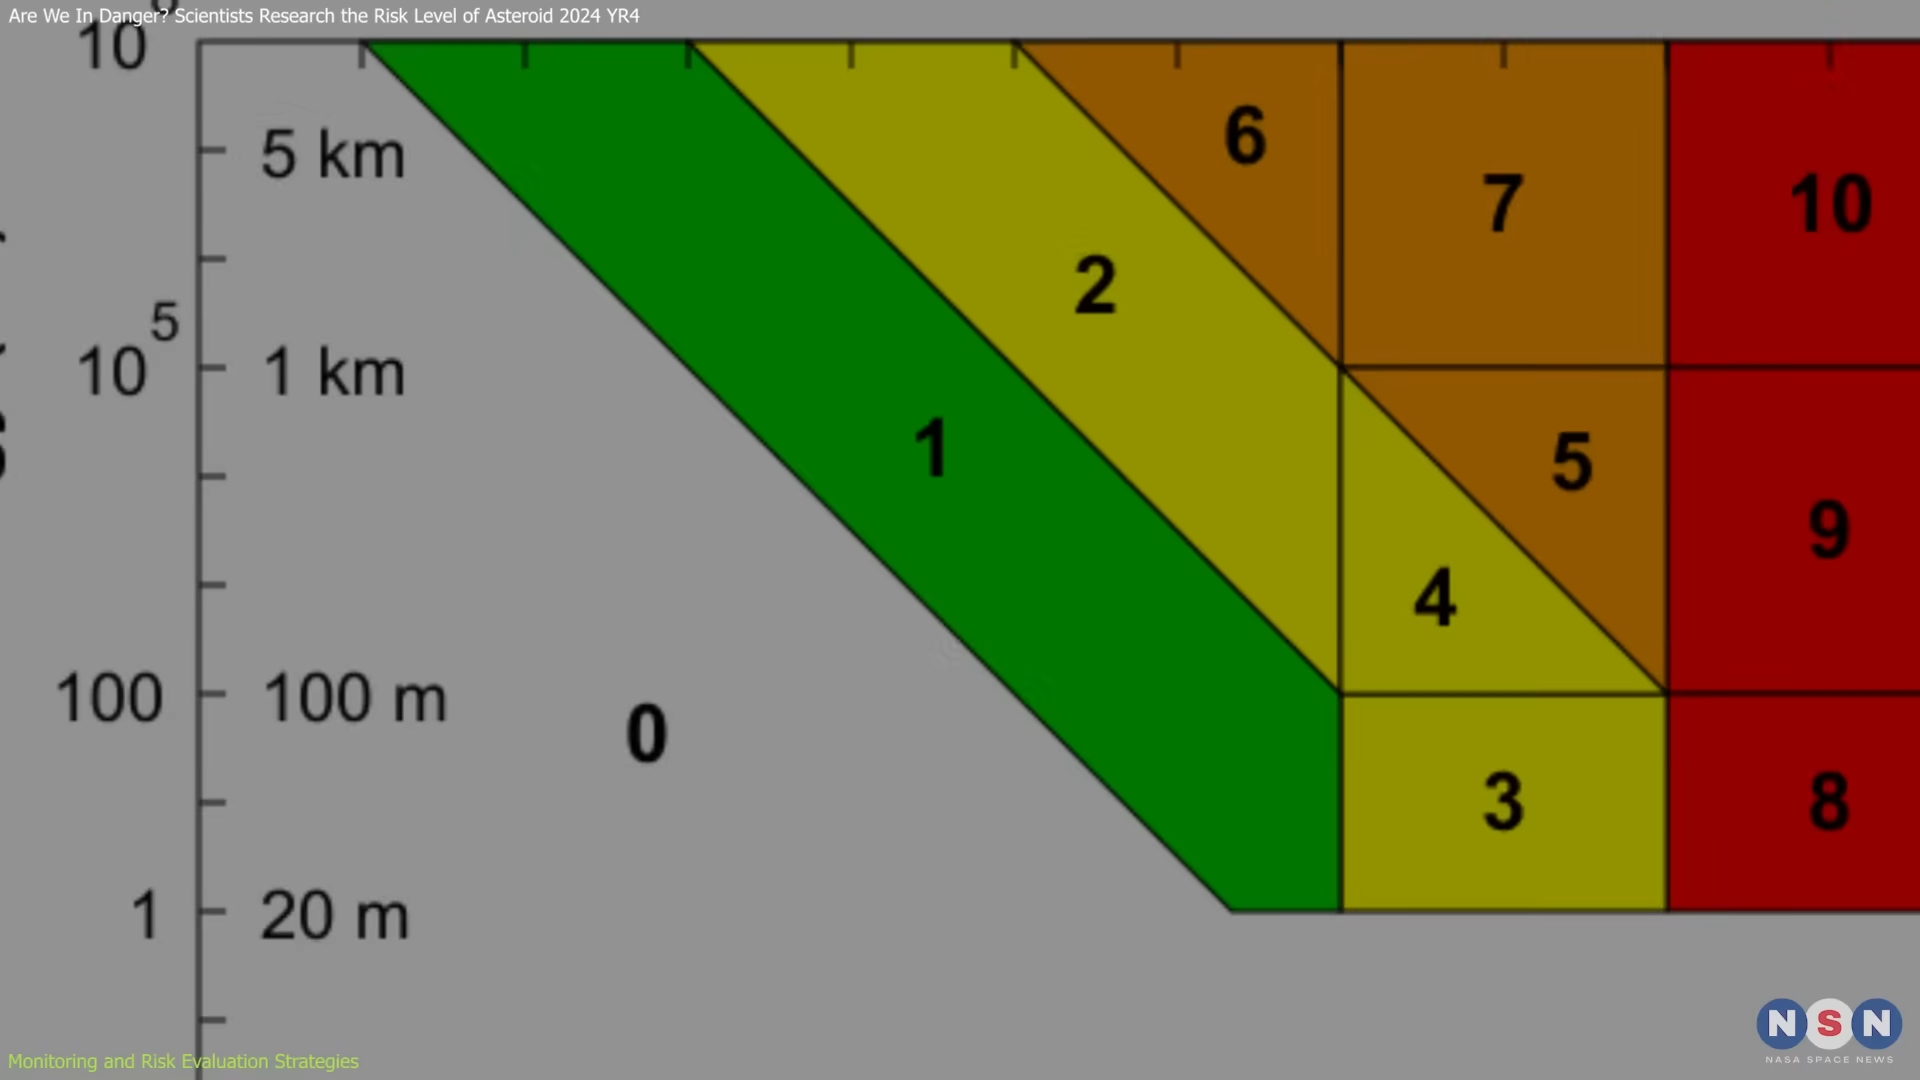 Are We In Danger? Scientists Research the Risk Level of Asteroid 2024 YR4
10
5 km
6
7
10
2
5
10
1 km
1
5
9
4
100
100 m
0
3
8
1
20 m
NSN
NASA SPACE NEWS
Monitoring and Risk Evaluation Strategies